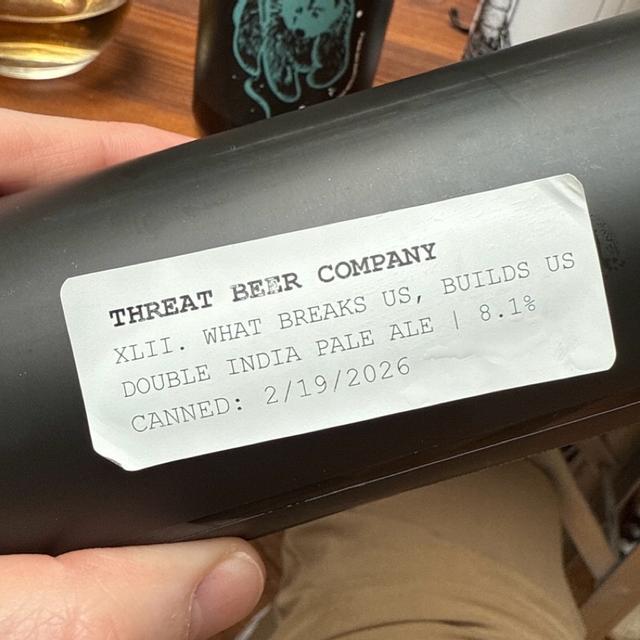 THREAT BEER COMPANY
XLII. WHAT BREAKS US, BUILDS US
DOUBLE INDIA PALE ALE | 8.1%
CANNED: 2/19/2026